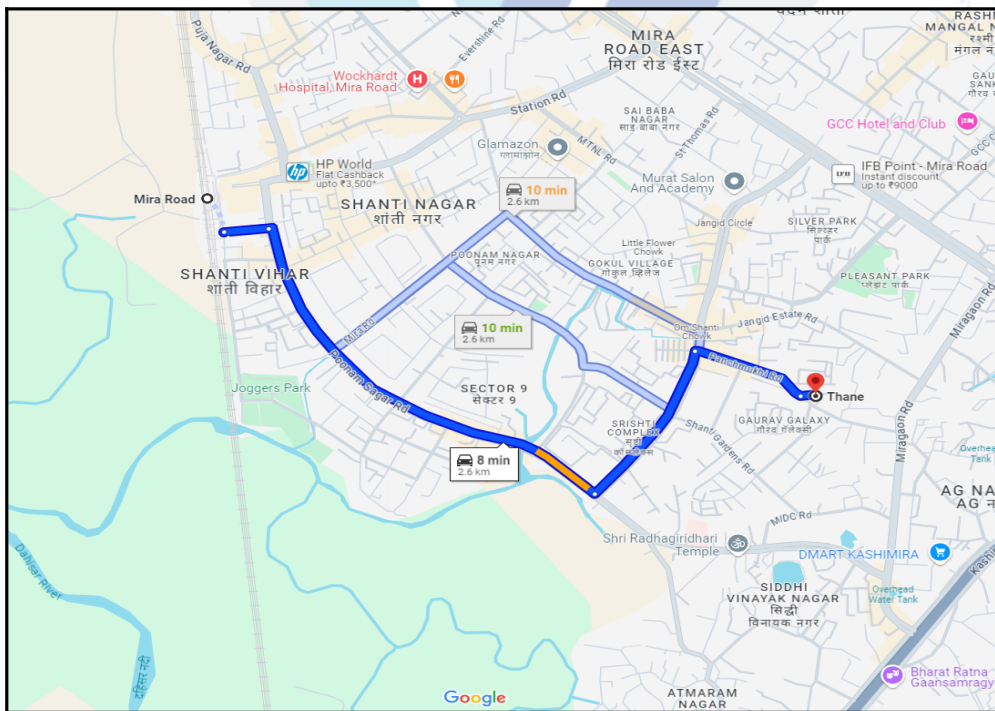 Puja Nagar Rd
Evershine Rd
MIRA
ROAD EAST
मिरा रोड ईस्ट
Wockhardt
Hospital, Mira Road
H
Station Rd
SAI BABA
NAGAR
साई बाबा नगर
St Thomas Rd
GCC Hotel and Club
Glamazon
ग्लामाझोन
MTNL Rd
hp
HP World
Flat Cashback
upto ₹3,500*
Murat Salon
And Academy
IFB
IFB Point - Mira Road
Instant discount
up to ₹9000
10 min
2.6 km
Mira Road
SHANTI NAGAR
शांती नगर
Jangid Circle
SILVER PARK
सिल्व्हर
पार्क
Little Flower
Chowk
POONAM NAGAR
पूनम नगर
GOKUL VILLAGE
गोकुल व्हिलेज
SHANTI VIHAR
शांती विहार
PLEASANT PARK
प्लेझंट पार्क
Miragaon Rd
Jangid Estate Rd
10 min
2.6 km
Mira Rd
Om Shanti
Chowk
Panchmukhi Rd
Poonam Sagar Rd
Joggers Park
SECTOR 9
सेक्टर 9
Thane
SRISHTI
COMPLEX
सृष्टी
कॉम्प्लेक्स
Shanti Gardens Rd
GAURAV GALAXY
गौरव गॅलेक्सी
Miragaon Rd
Overhead
Tank
8 min
2.6 km
AG NA
MIDC Rd
Shri Radhagiridhari
Temple
DMART KASHIMIRA
Dahisar River
दहिसर नदी
SIDDHI
VINAYAK NAGAR
सिद्धी
विनायक नगर
Overhead
Water Tank
Bharat Ratna
Gaansamragy
Google
ATMARAM
NAGAR